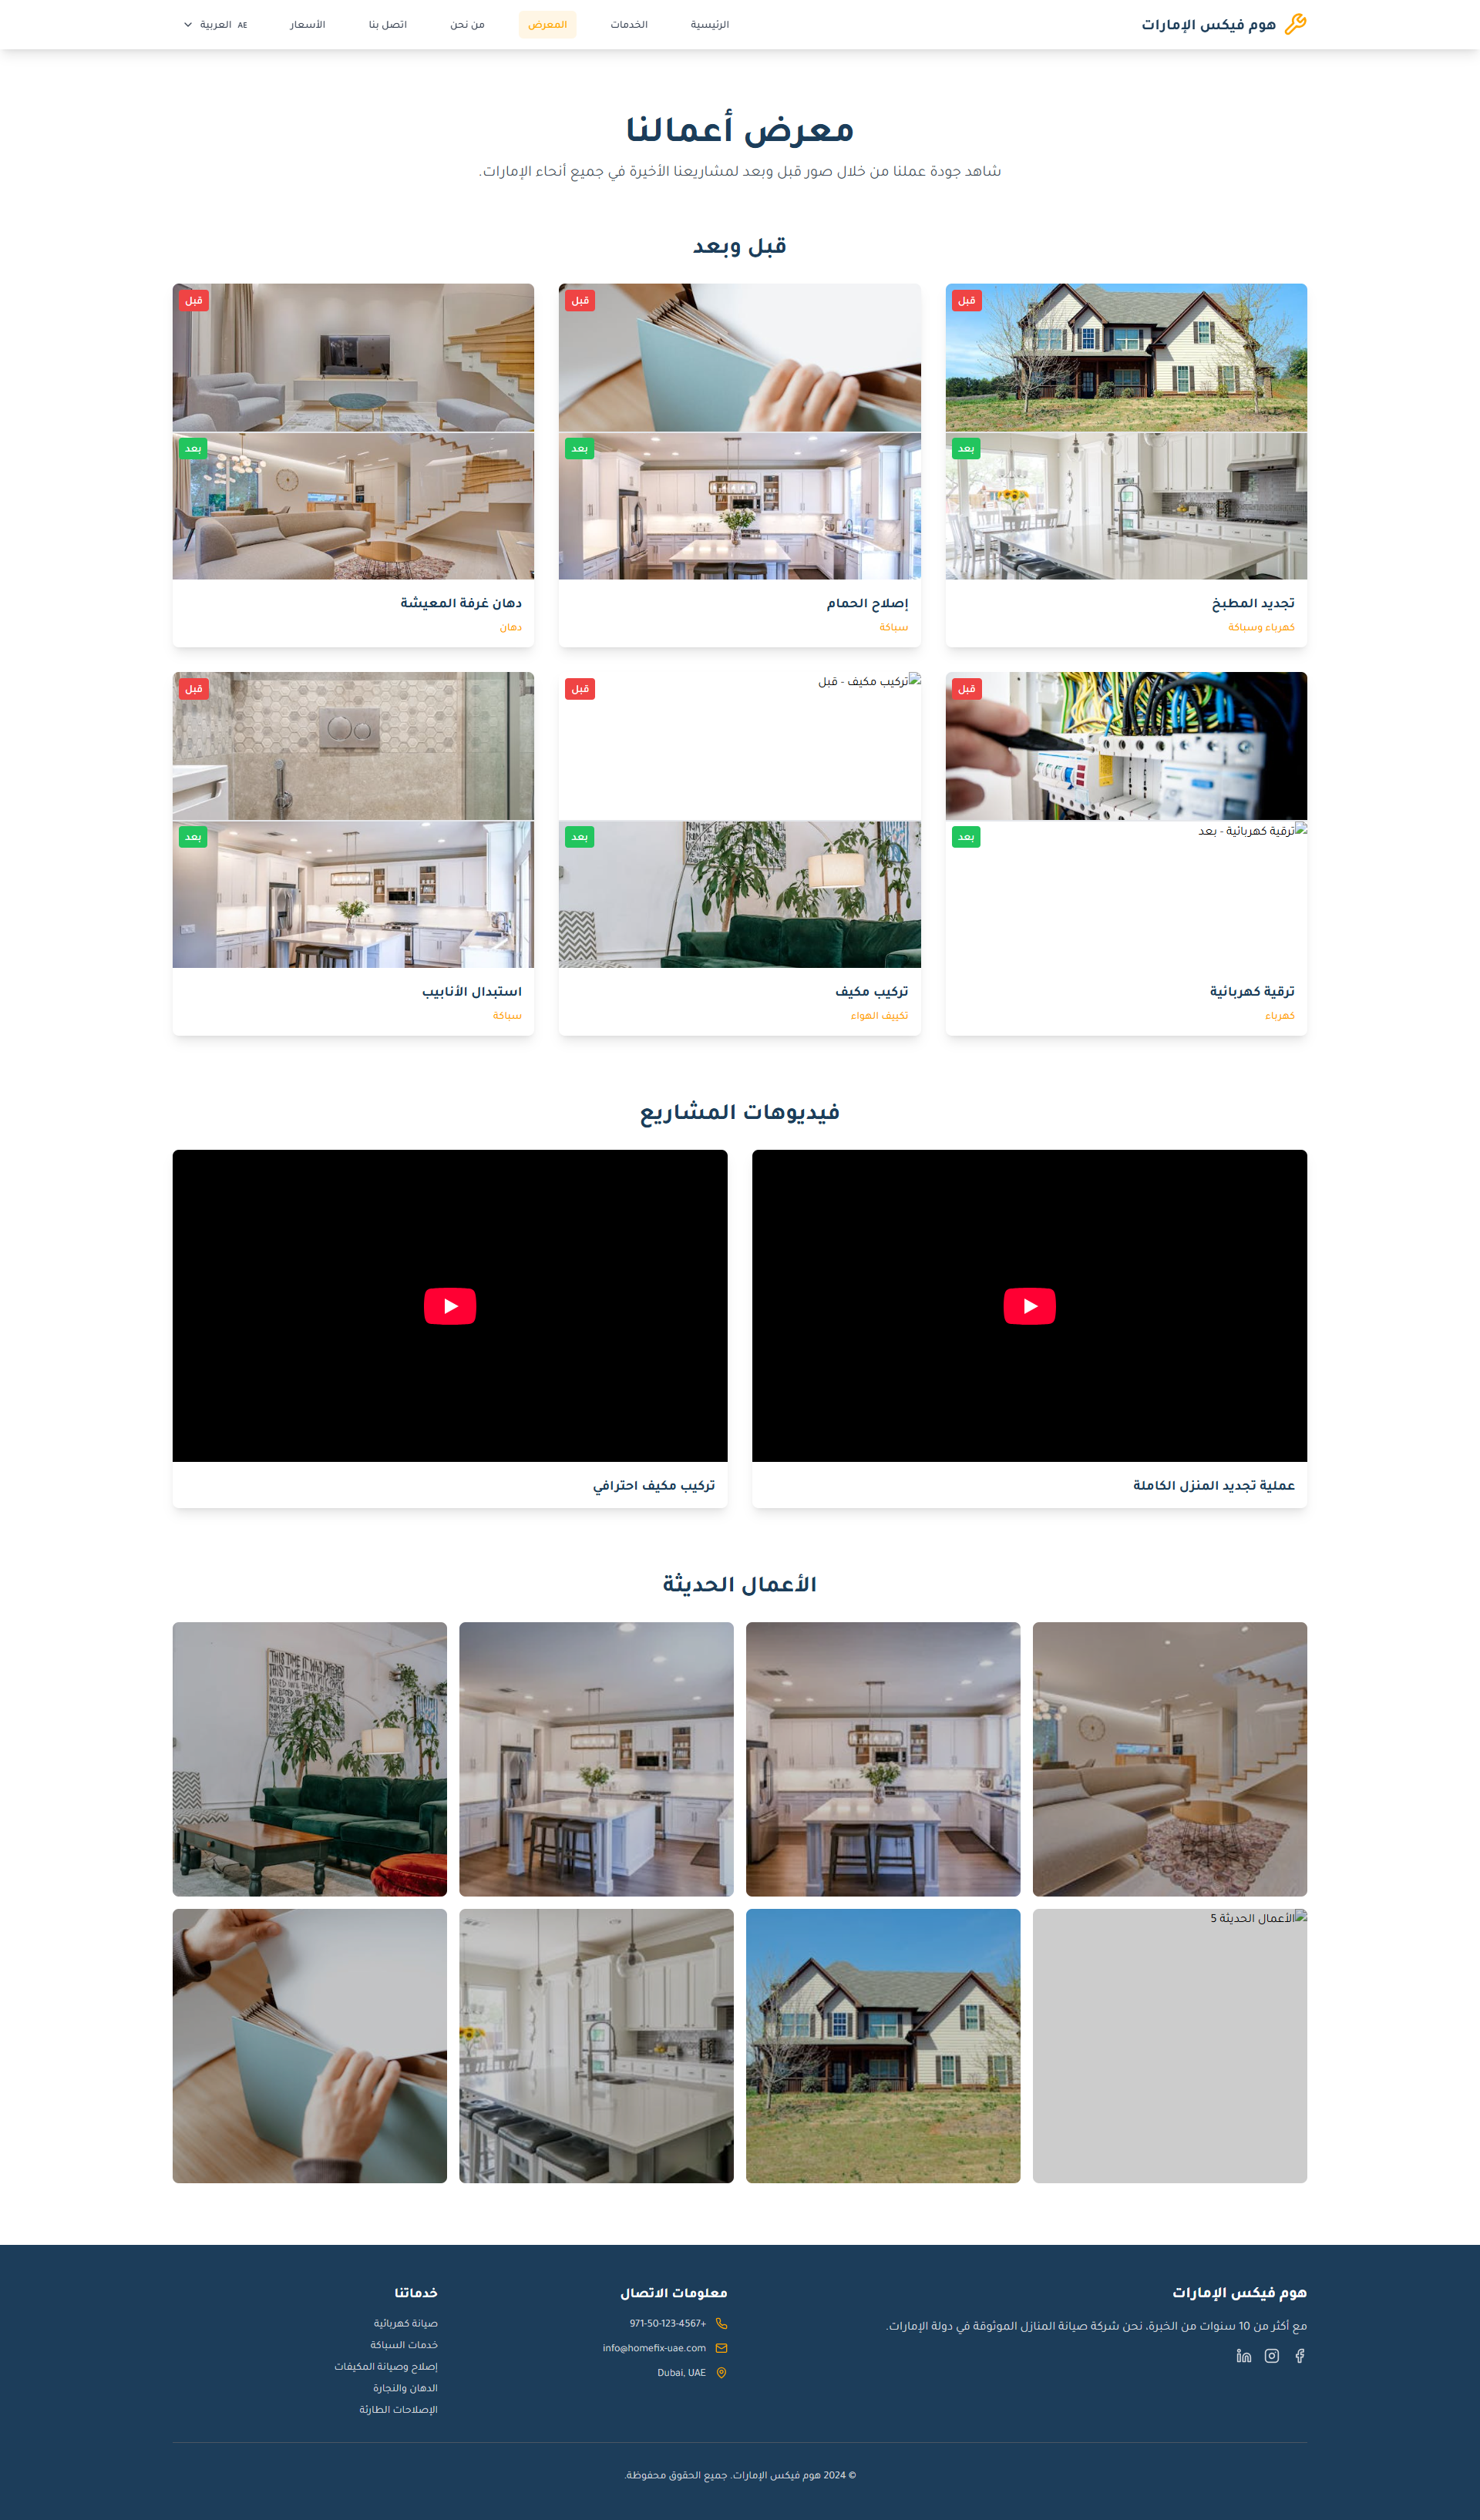 هوم فيكس الإمارات
الرئيسية
الخدمات
المعرض
من نحن
اتصل بنا
الأسعار
AE العربية
معرض أعمالنا
شاهد جودة عملنا من خلال صور قبل وبعد لمشاريعنا الأخيرة في جميع أنحاء الإمارات.
قبل وبعد
قبل
بعد
تجديد المطبخ
كهرباء وسباكة
قبل
بعد
إصلاح الحمام
سباكة
قبل
بعد
دهان غرفة المعيشة
دهان
قبل
ترقية كهربائية - بعد
بعد
ترقية كهربائية
كهرباء
تركيب مكيف - قبل
قبل
بعد
تركيب مكيف
تكييف الهواء
قبل
بعد
استبدال الأنابيب
سباكة
فيديوهات المشاريع
عملية تجديد المنزل الكاملة
تركيب مكيف احترافي
الأعمال الحديثة
THIS TIME IT WAS
الأعمال الحديثة 5
هوم فيكس الإمارات
مع أكثر من 10 سنوات من الخبرة، نحن شركة صيانة المنازل الموثوقة في دولة الإمارات.
معلومات الاتصال
971-50-123-4567+
info@homefix-uae.com
Dubai, UAE
خدماتنا
صيانة كهربائية
خدمات السباكة
إصلاح وصيانة المكيفات
الدهان والنجارة
الإصلاحات الطارئة
© 2024 هوم فيكس الإمارات. جميع الحقوق محفوظة.